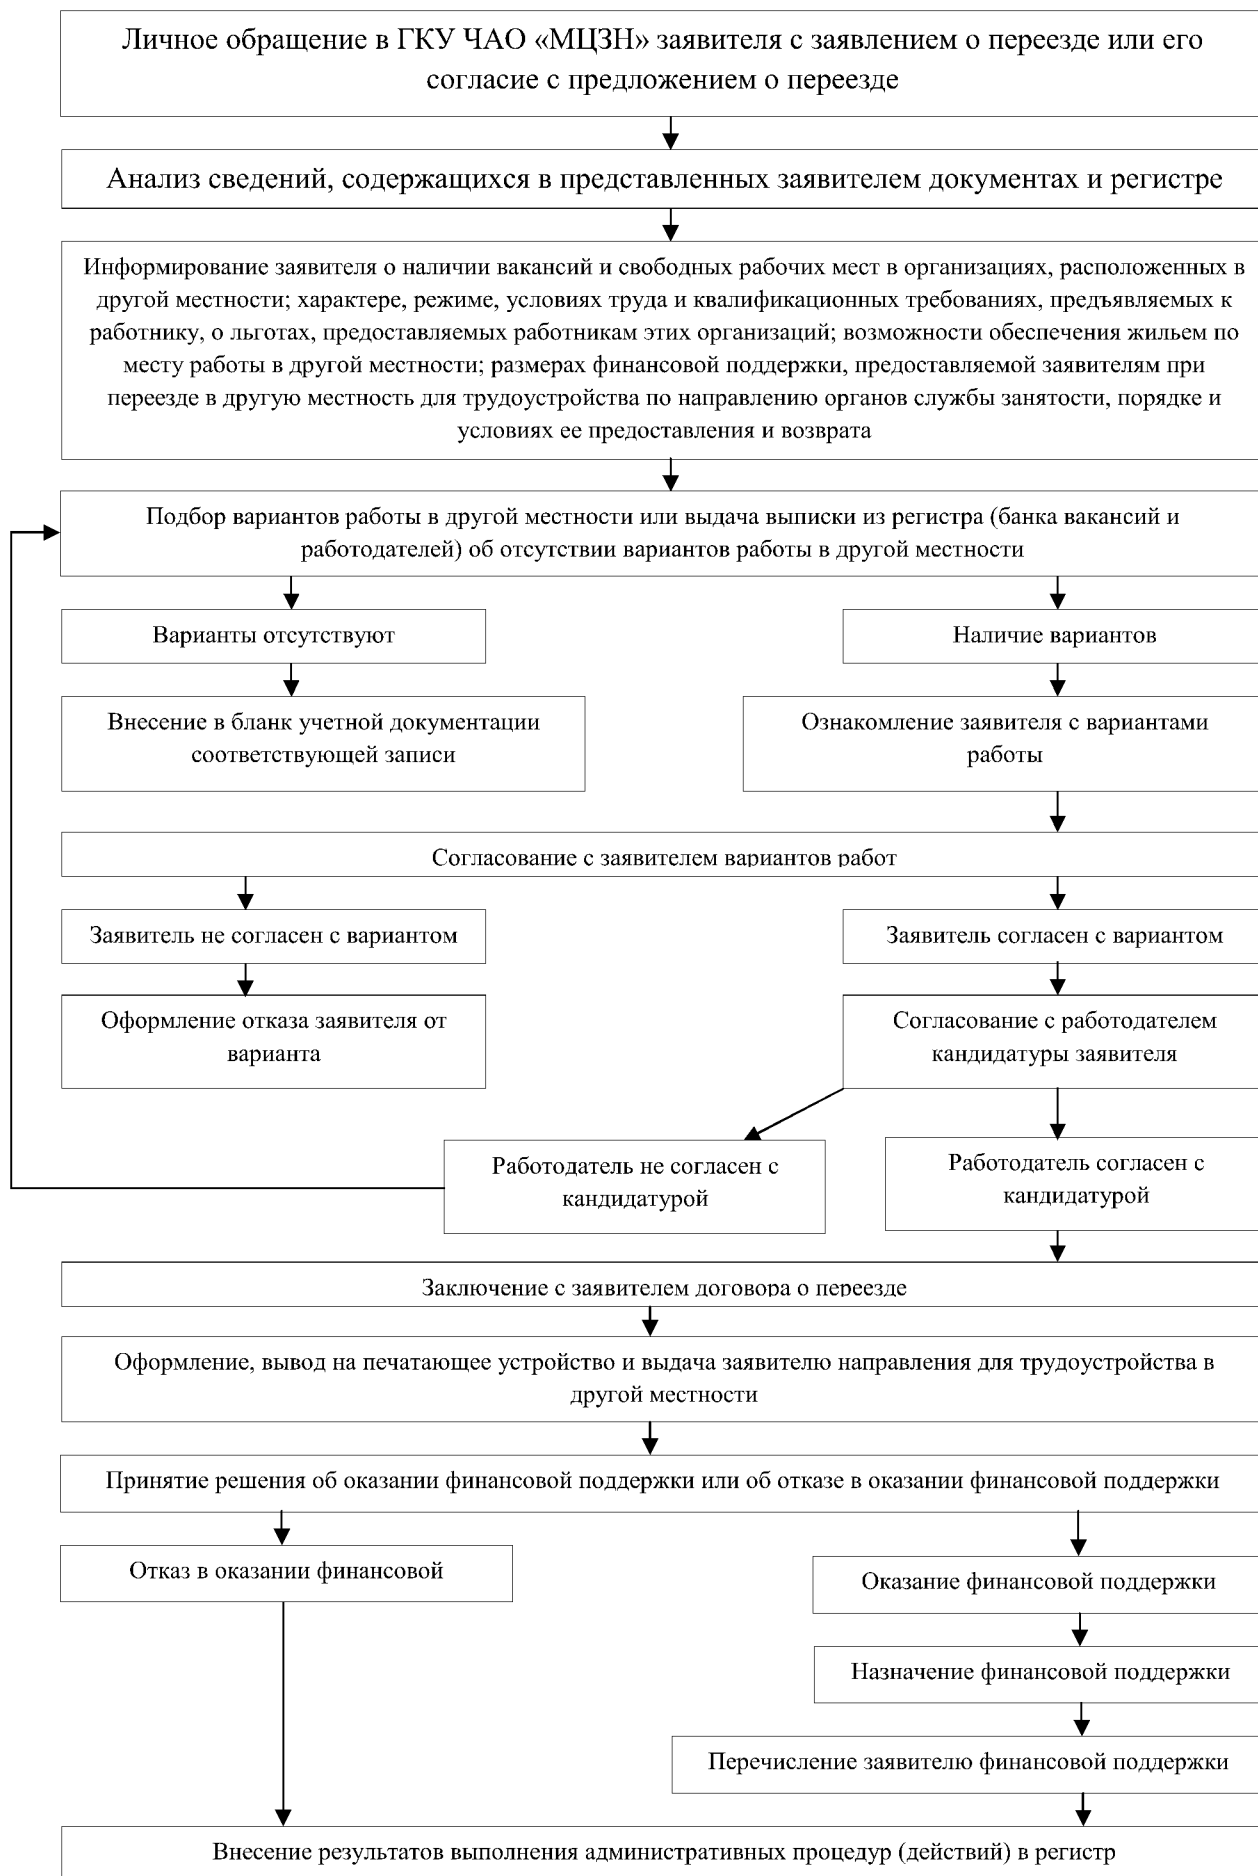 Личное обращение в ГКУ ЧАО «МЦЗН» заявителя с заявлением о переезде или его
согласие с предложением о переезде
Анализ сведений, содержащихся в представленных заявителем документах и регистре
Информирование заявителя о наличии вакансий и свободных рабочих мест в организациях, расположенных в
другой местности; характере, режиме, условиях труда и квалификационных требованиях, предъявляемых к
работнику, о льготах, предоставляемых работникам этих организаций; возможности обеспечения жильем по
месту работы в другой местности; размерах финансовой поддержки, предоставляемой заявителям при
переезде в другую местность для трудоустройства по направлению органов службы занятости, порядке и
условиях ее предоставления и возврата
Подбор вариантов работы в другой местности или выдача выписки из регистра (банка вакансий и
работодателей) об отсутствии вариантов работы в другой местности
Варианты отсутствуют
Наличие вариантов
Внесение в бланк учетной документации
соответствующей записи
Ознакомление заявителя с вариантами
работы
Согласование с заявителем вариантов работ
Заявитель не согласен с вариантом
Заявитель согласен с вариантом
Оформление отказа заявителя от
варианта
Согласование с работодателем
кандидатуры заявителя
Работодатель не согласен с
кандидатурой
Работодатель согласен с
кандидатурой
Заключение с заявителем договора о переезде
Оформление, вывод на печатающее устройство и выдача заявителю направления для трудоустройства в
другой местности
Принятие решения об оказании финансовой поддержки или об отказе в оказании финансовой поддержки
Отказ в оказании финансовой
Оказание финансовой поддержки
Назначение финансовой поддержки
Перечисление заявителю финансовой поддержки
Внесение результатов выполнения административных процедур (действий) в регистр